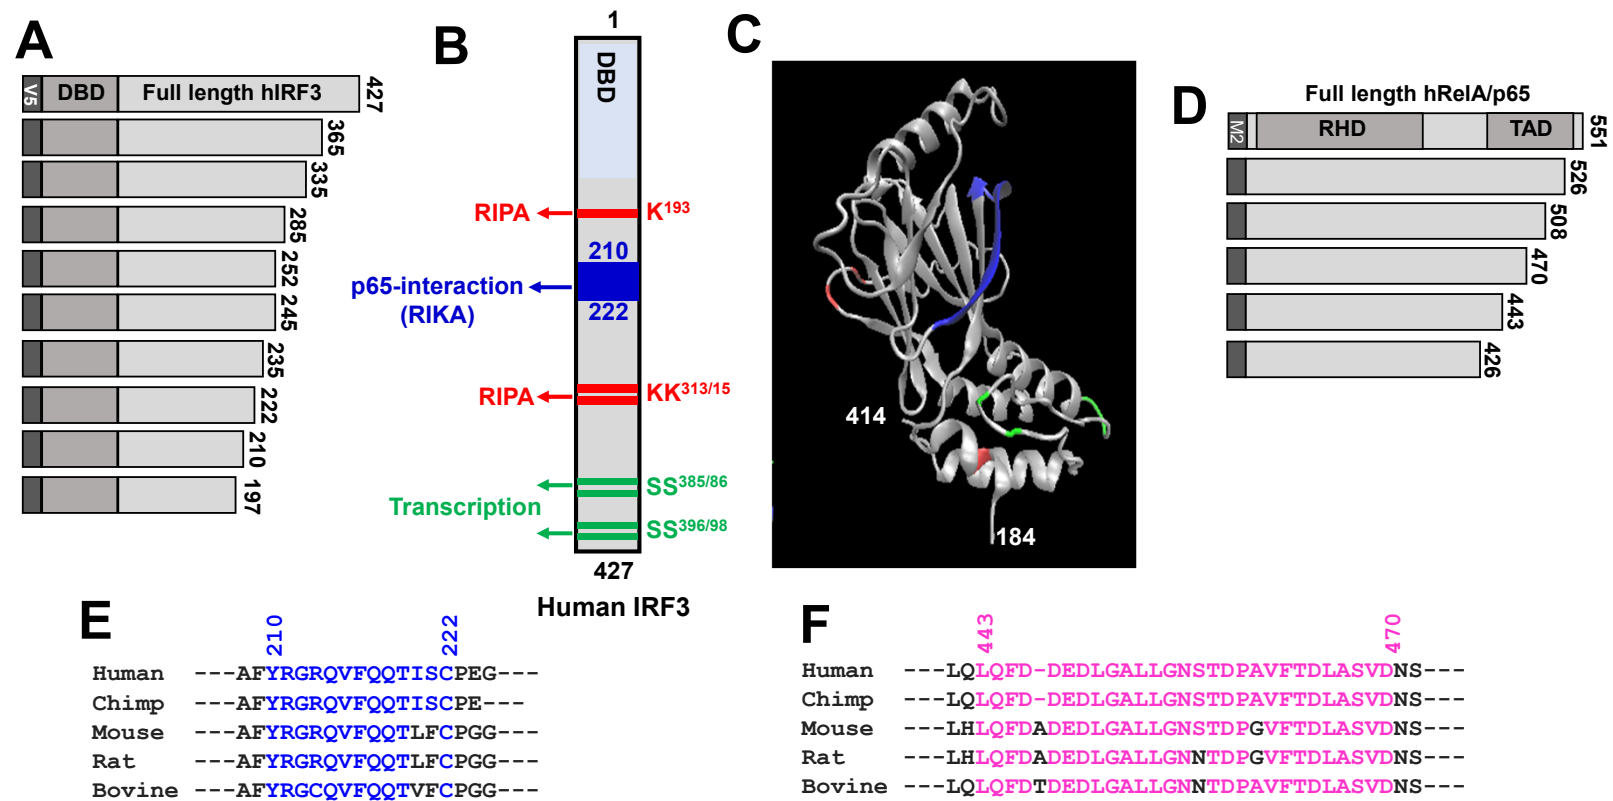 A
V5 DBD Full length hIRF3 427
365
335
285
252
245
235
222
210
197
B
1
DBD
RIPA K193
210
p65-interaction
(RIKA)
222
RIPA KK313/15
SS385/86
Transcription
SS396/98
427
Human IRF3
C
414
184
D
Full length hRelA/p65
M2 RHD TAD 551
526
508
470
443
426
E
210 222
Human ---AFYRGRQVFQQTISCPEG---
Chimp ---AFYRGRQVFQQTISCPE---
Mouse ---AFYRGRQVFQQTLFCPGG---
Rat ---AFYRGRQVFQQTLFCPGG---
Bovine ---AFYRGCQVFQQTVFCPGG---
F
443 470
Human ---LQLQFD-DEDLGALLGNSTDPAVFTDLASVDNS---
Chimp ---LQLQFD-DEDLGALLGNSTDPAVFTDLASVDNS---
Mouse ---LHLQFDADEDLGALLGNSTDPGVFTDLASVDNS---
Rat ---LHLQFDADEDLGALLGNNTDPGVFTDLASVDNS---
Bovine ---LQLQFDTDEDLGALLGNNTDPAVFTDLASVDNS---